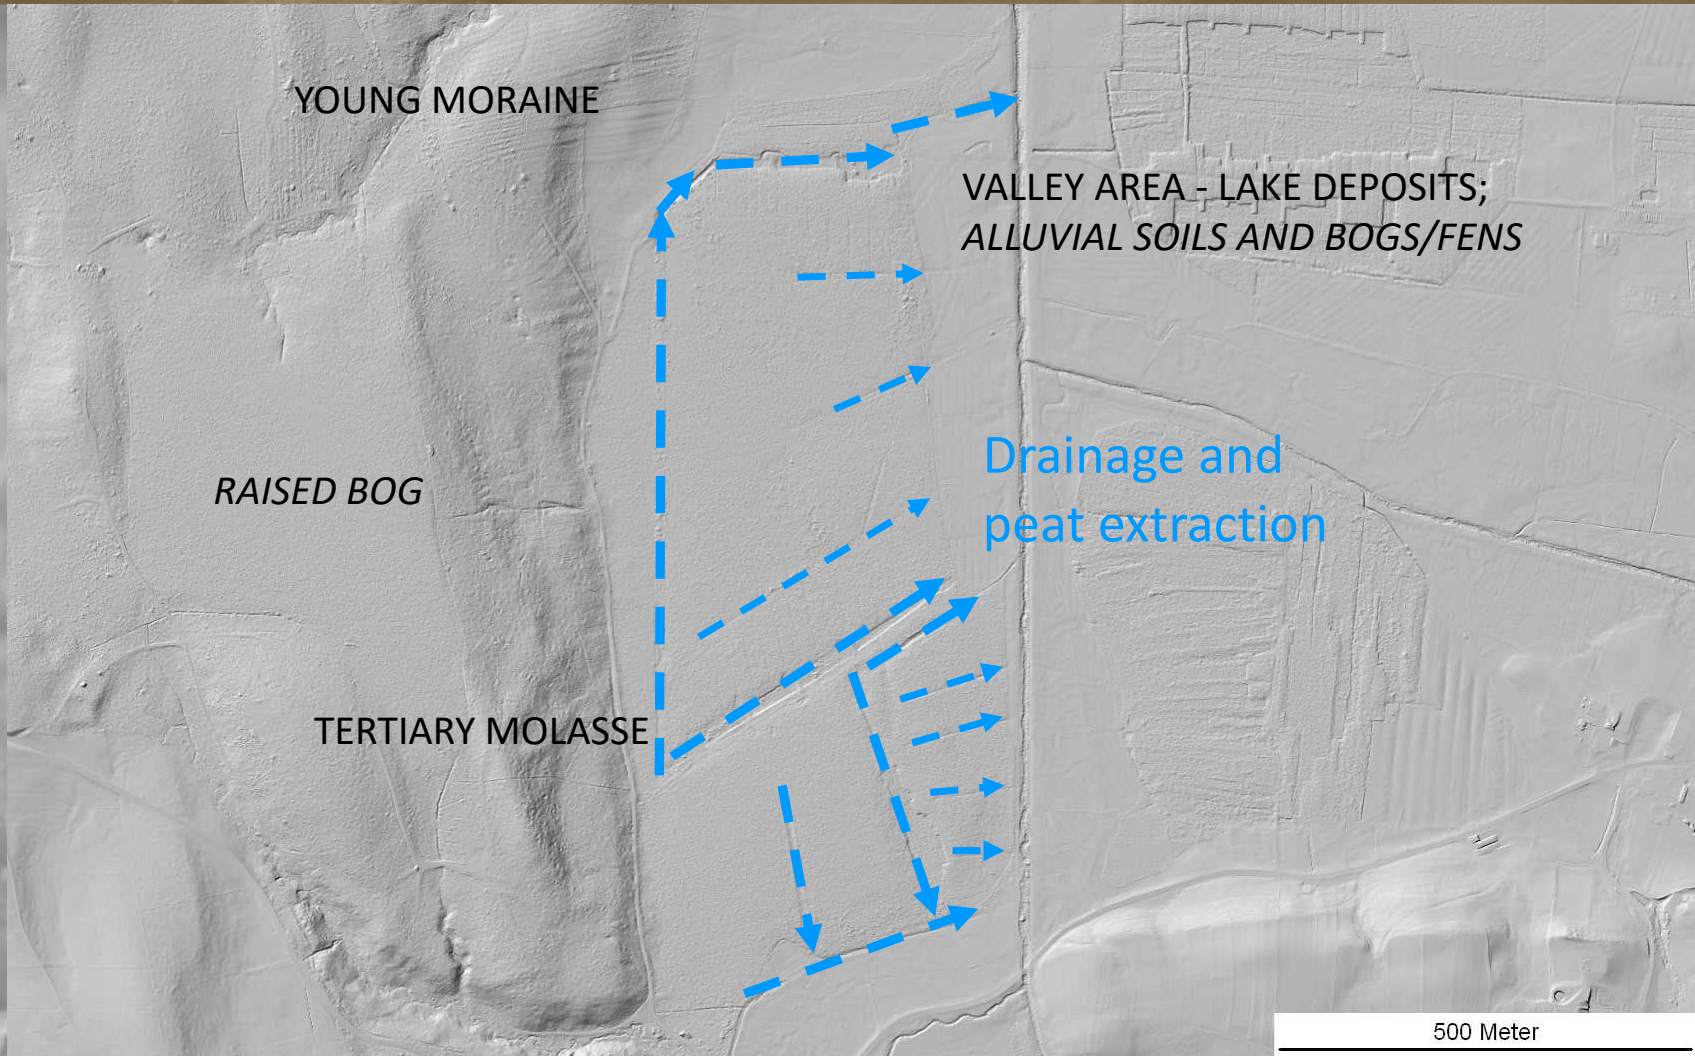 YOUNG MORAINE
VALLEY AREA - LAKE DEPOSITS;
ALLUVIAL SOILS AND BOGS/FENS
Drainage and
peat extraction
RAISED BOG
TERTIARY MOLASSE
500 Meter